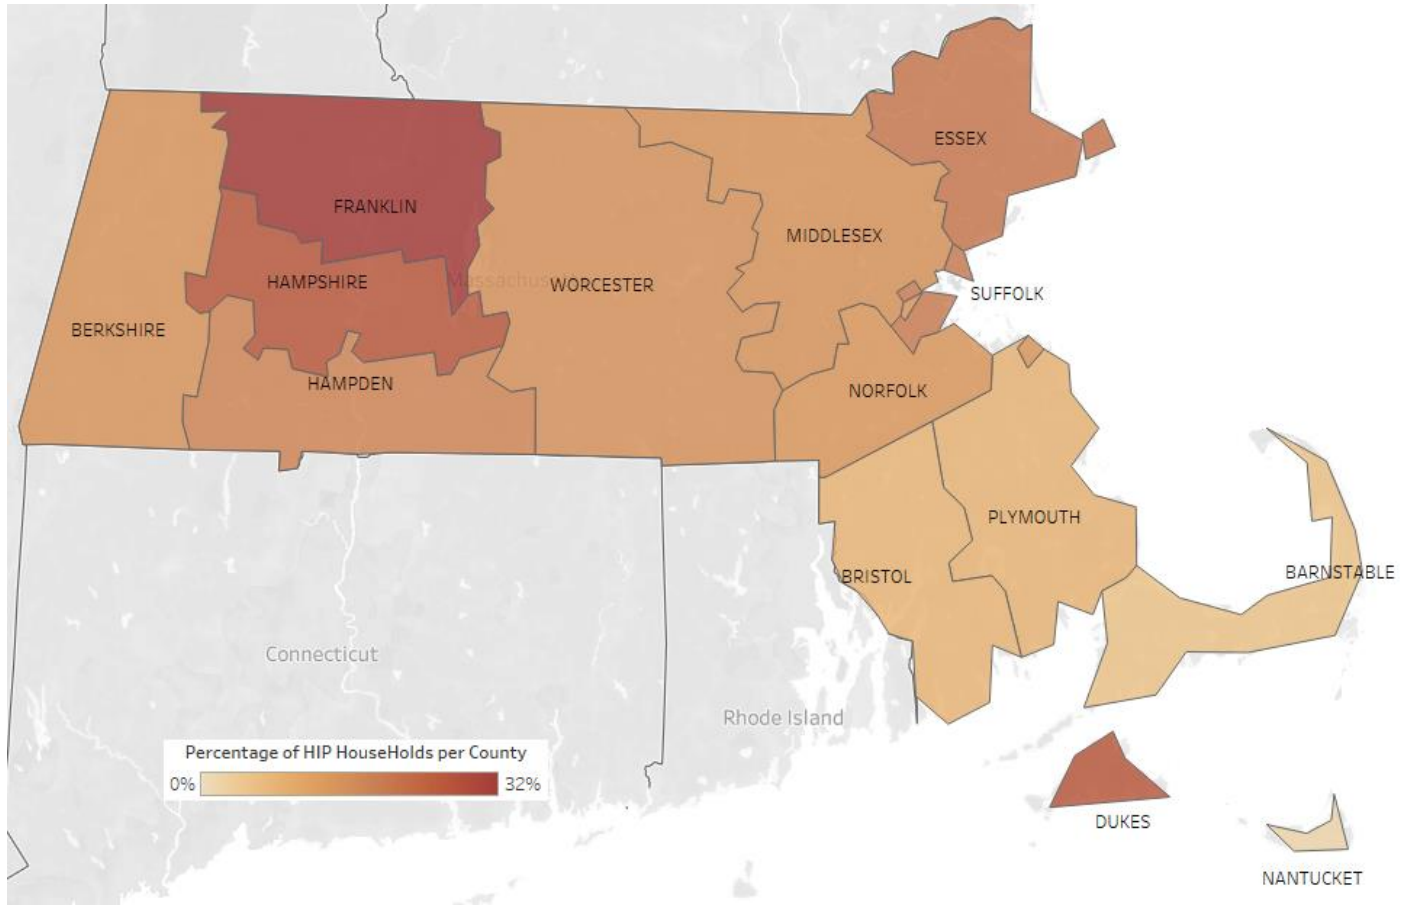 ESSEX
FRANKLIN
MIDDLESEX
HAMPSHIRE
Massachuse
WORCESTER
SUFFOLK
BERKSHIRE
HAMPDEN
NORFOLK
PLYMOUTH
BRISTOL
BARNSTABLE
Connecticut
Rhode Island
Percentage of HIP HouseHolds per County
0% 32%
DUKES
NANTUCKET